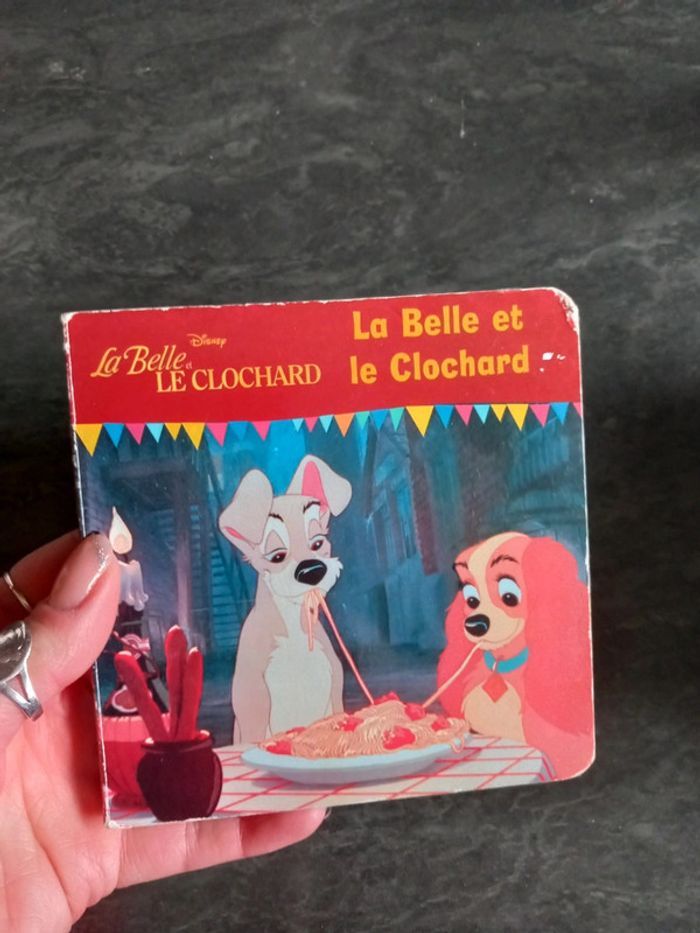 Disney
La Belle et
LE CLOCHARD
La Belle et
le Clochard